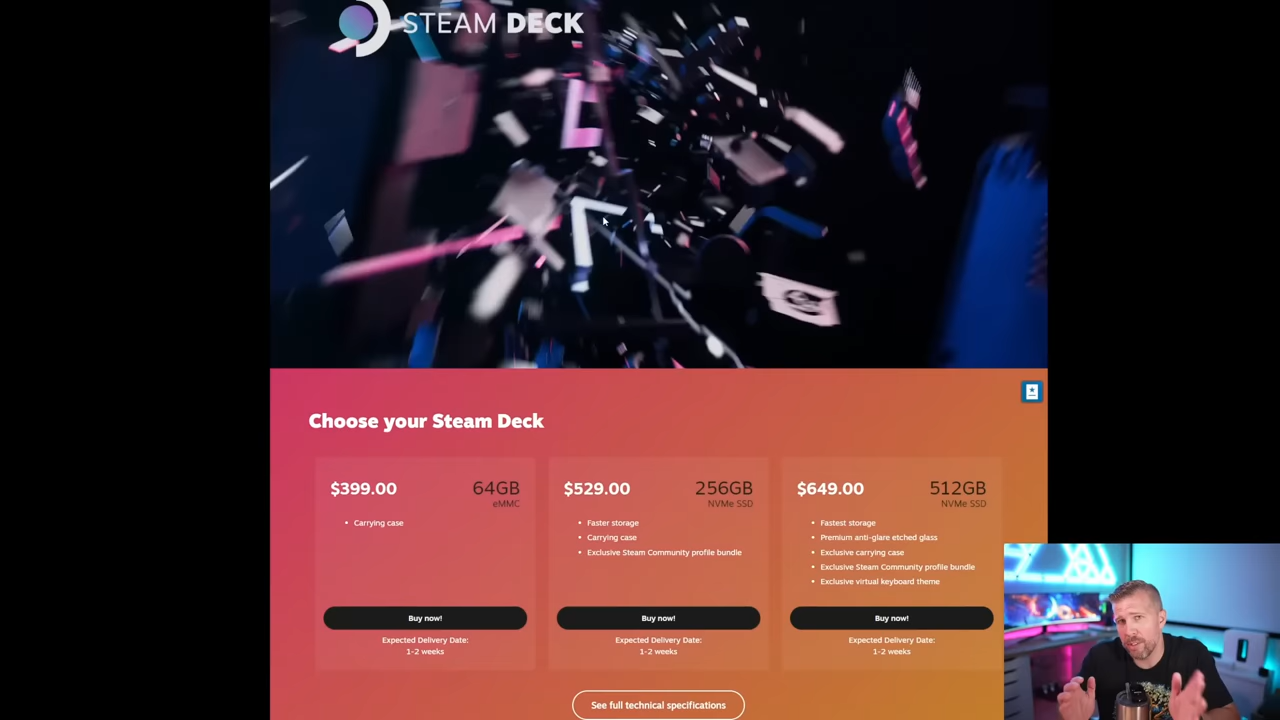 STEAM DECK
Choose your Steam Deck
$399.00
64GB
eMMC
• Carrying case
Buy now!
Expected Delivery Date:
1-2 weeks
$529.00
256GB
NVMe SSD
• Faster storage
• Carrying case
• Exclusive Steam Community profile bundle
Buy now!
Expected Delivery Date:
1-2 weeks
$649.00
512GB
NVMe SSD
• Fastest storage
• Premium anti-glare etched glass
• Exclusive carrying case
• Exclusive Steam Community profile bundle
• Exclusive virtual keyboard theme
Buy now!
Expected Delivery Date:
1-2 weeks
See full technical specifications